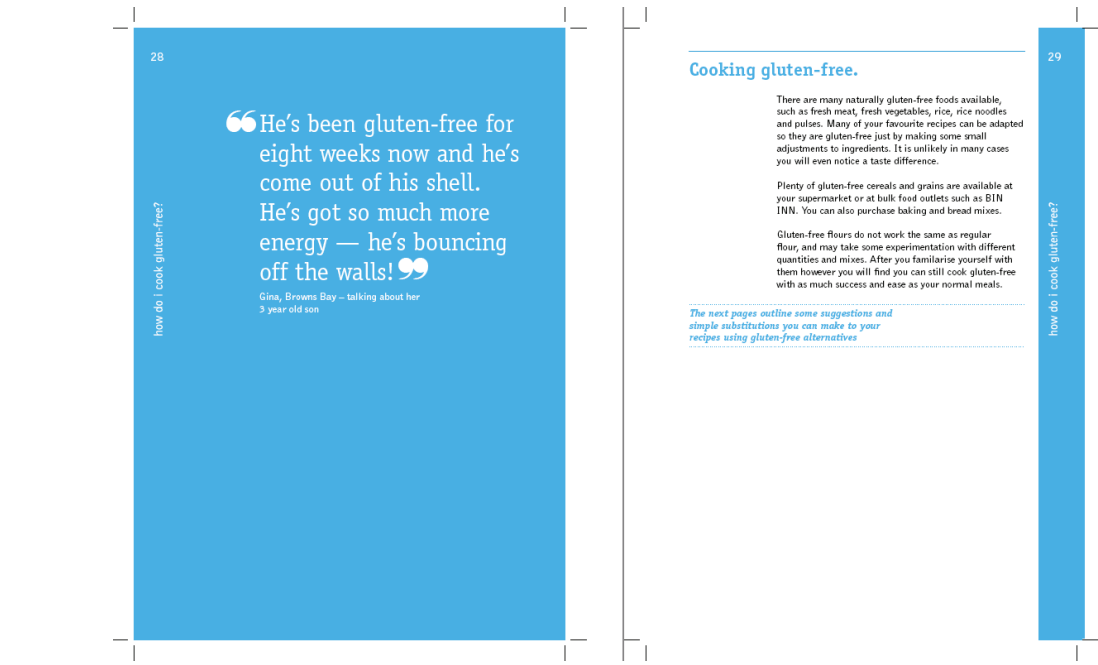 28
how do i cook gluten-free?
❝He’s been gluten-free for
eight weeks now and he’s
come out of his shell.
He’s got so much more
energy — he’s bouncing
off the walls!❞
Gina, Browns Bay – talking about her
3 year old son
29
how do i cook gluten-free?
Cooking gluten-free.
There are many naturally gluten-free foods available,
such as fresh meat, fresh vegetables, rice, rice noodles
and pulses. Many of your favourite recipes can be adapted
so they are gluten-free just by making some small
adjustments to ingredients. It is unlikely in many cases
you will even notice a taste difference.
Plenty of gluten-free cereals and grains are available at
your supermarket or at bulk food outlets such as BIN
INN. You can also purchase baking and bread mixes.
Gluten-free flours do not work the same as regular
flour, and may take some experimentation with different
quantities and mixes. After you familarise yourself with
them however you will find you can still cook gluten-free
with as much success and ease as your normal meals.
The next pages outline some suggestions and
simple substitutions you can make to your
recipes using gluten-free alternatives